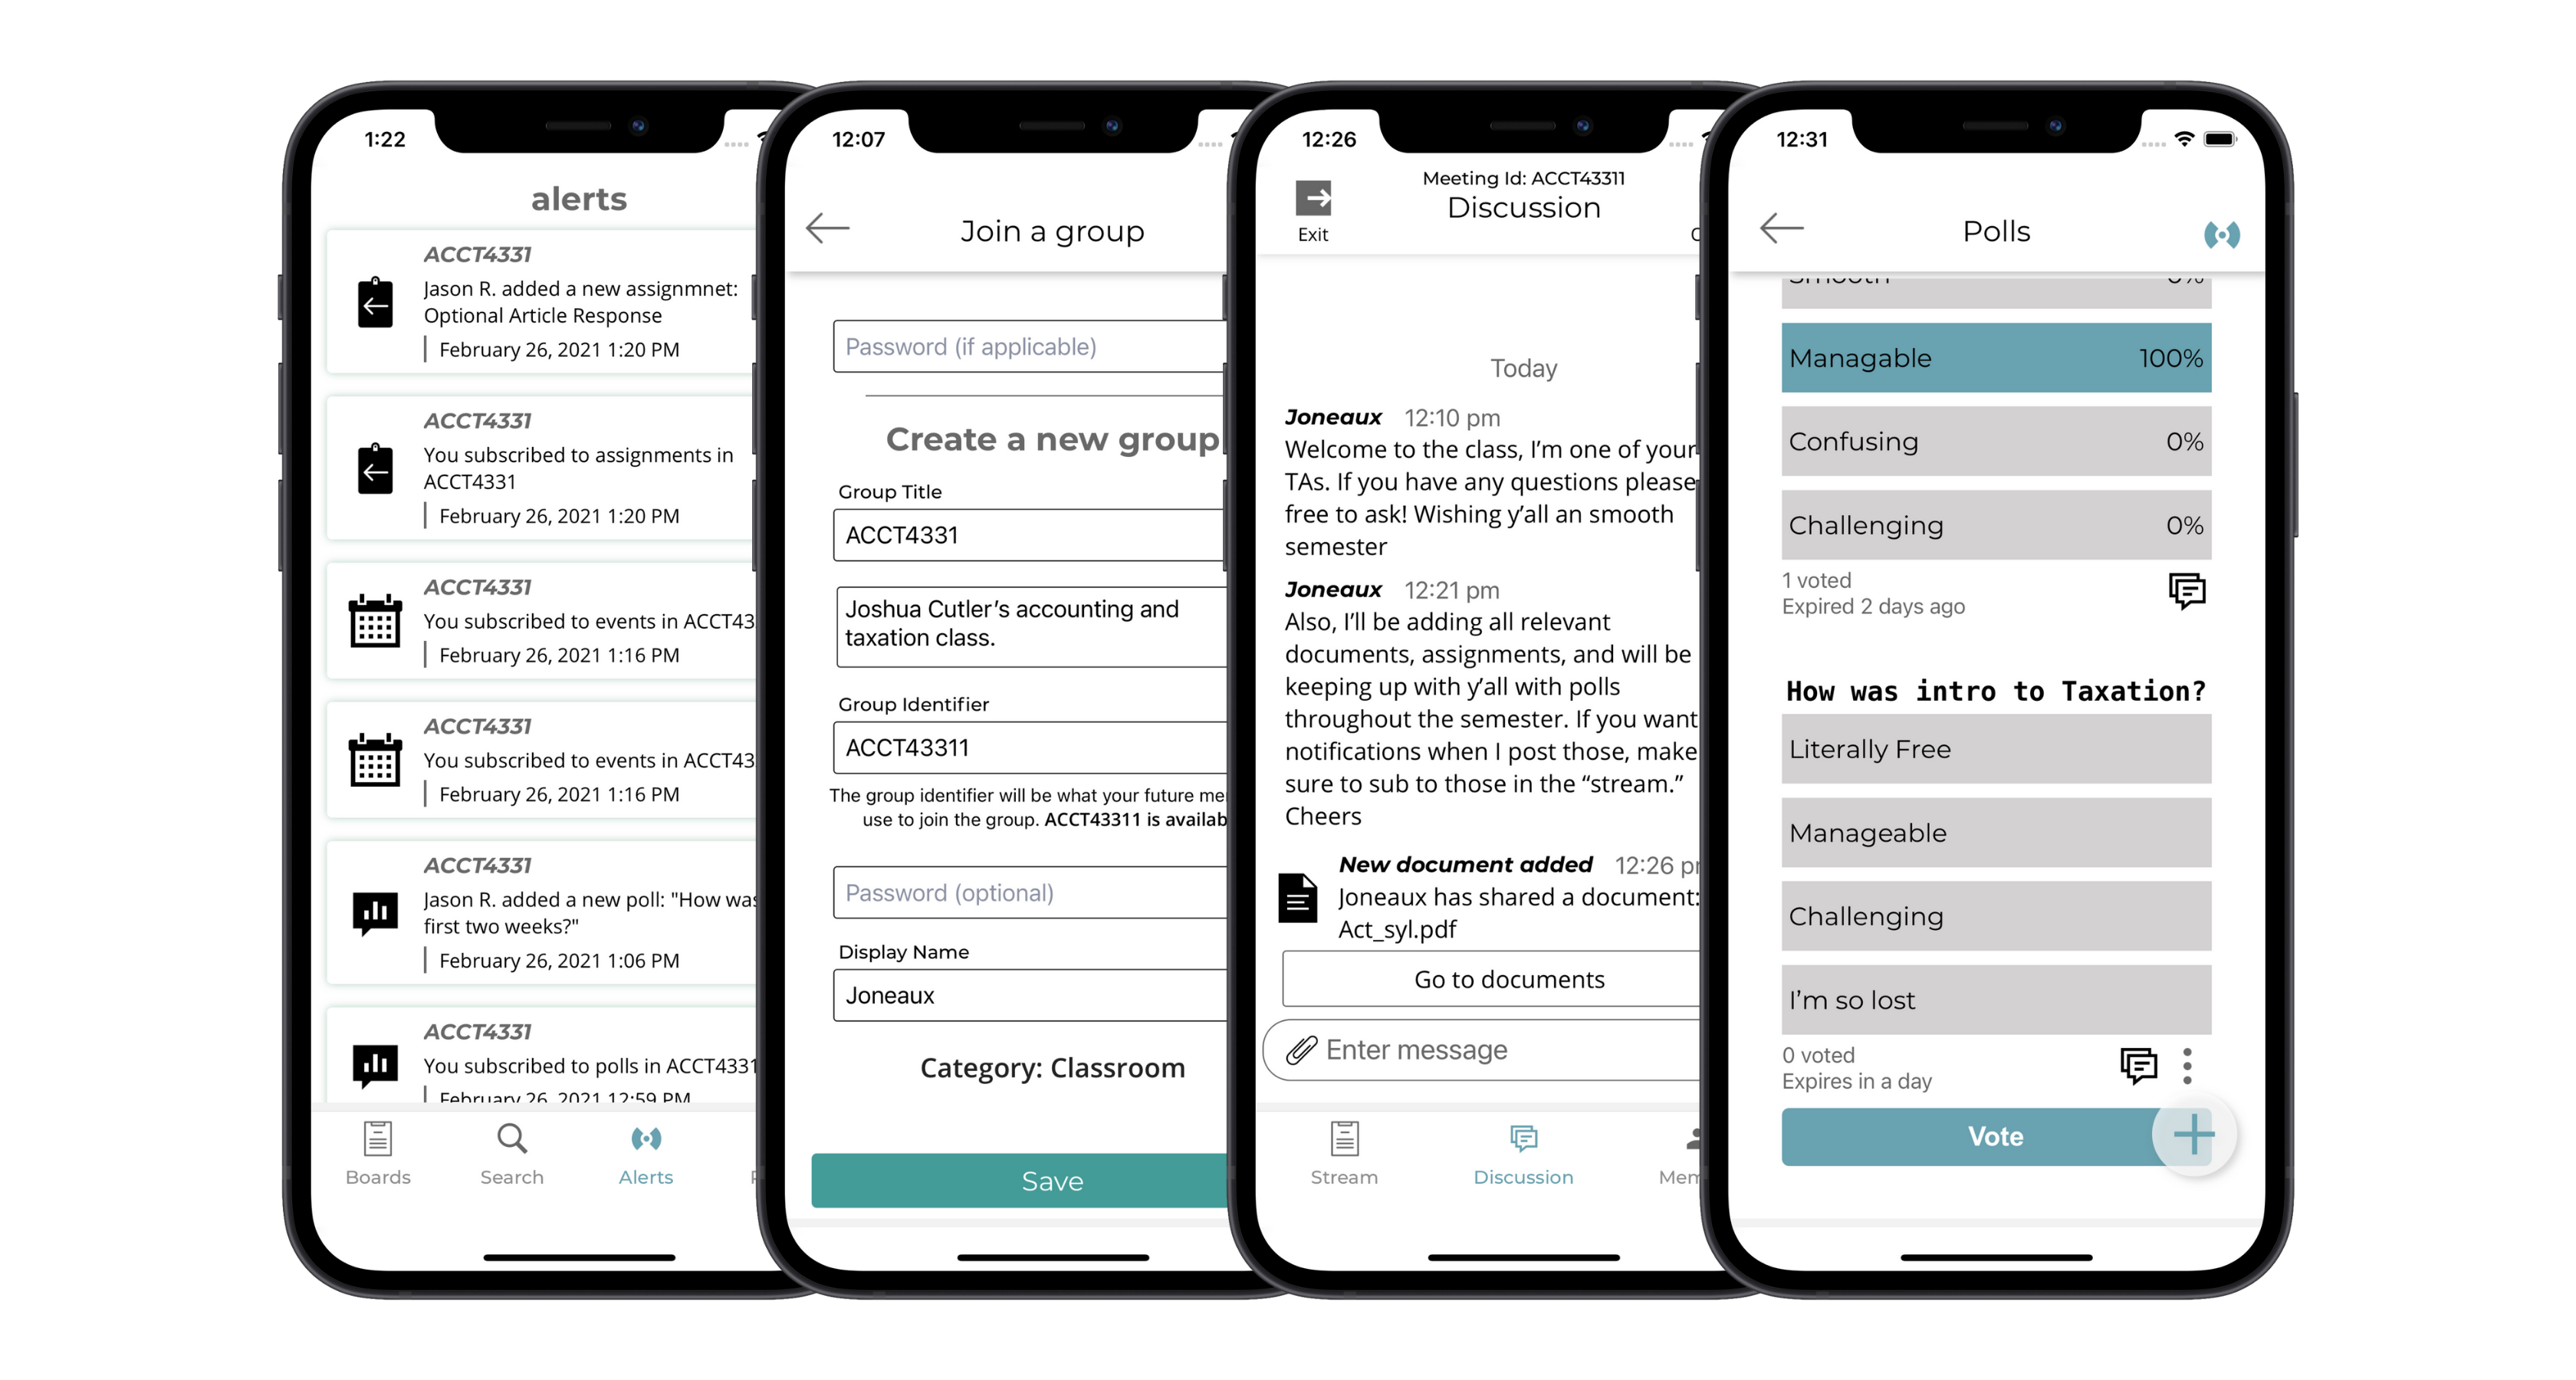 1:22
alerts
ACCT4331
Jason R. added a new assignmnet:
Optional Article Response
February 26, 2021 1:20 PM
ACCT4331
You subscribed to assignments in
ACCT4331
February 26, 2021 1:20 PM
ACCT4331
You subscribed to events in ACCT43
February 26, 2021 1:16 PM
ACCT4331
You subscribed to events in ACCT43
February 26, 2021 1:16 PM
ACCT4331
Jason R. added a new poll: "How was
first two weeks?"
February 26, 2021 1:06 PM
ACCT4331
You subscribed to polls in ACCT4331
February 26, 2021 12:59 PM
Boards
Search
Alerts
12:07
Join a group
Password (if applicable)
Create a new group
Group Title
ACCT4331
Joshua Cutler’s accounting and
taxation class.
Group Identifier
ACCT43311
The group identifier will be what your future
use to join the group. ACCT43311 is availab
Password (optional)
Display Name
Joneaux
Category: Classroom
Save
12:26
Meeting Id: ACCT43311
Exit
Discussion
Today
Joneaux 12:10 pm
Welcome to the class, I’m one of your
TAs. If you have any questions please
free to ask! Wishing y’all an smooth
semester
Joneaux 12:21 pm
Also, I’ll be adding all relevant
documents, assignments, and will be
keeping up with y’all with polls
throughout the semester. If you want
notifications when I post those, make
sure to sub to those in the “stream.”
Cheers
New document added 12:26 pm
Joneaux has shared a document:
Act_syl.pdf
Go to documents
Enter message
Stream
Discussion
Mem
12:31
Polls
Smooth 0%
Managable 100%
Confusing 0%
Challenging 0%
1 voted
Expired 2 days ago
How was intro to Taxation?
Literally Free
Manageable
Challenging
I’m so lost
0 voted
Expires in a day
Vote